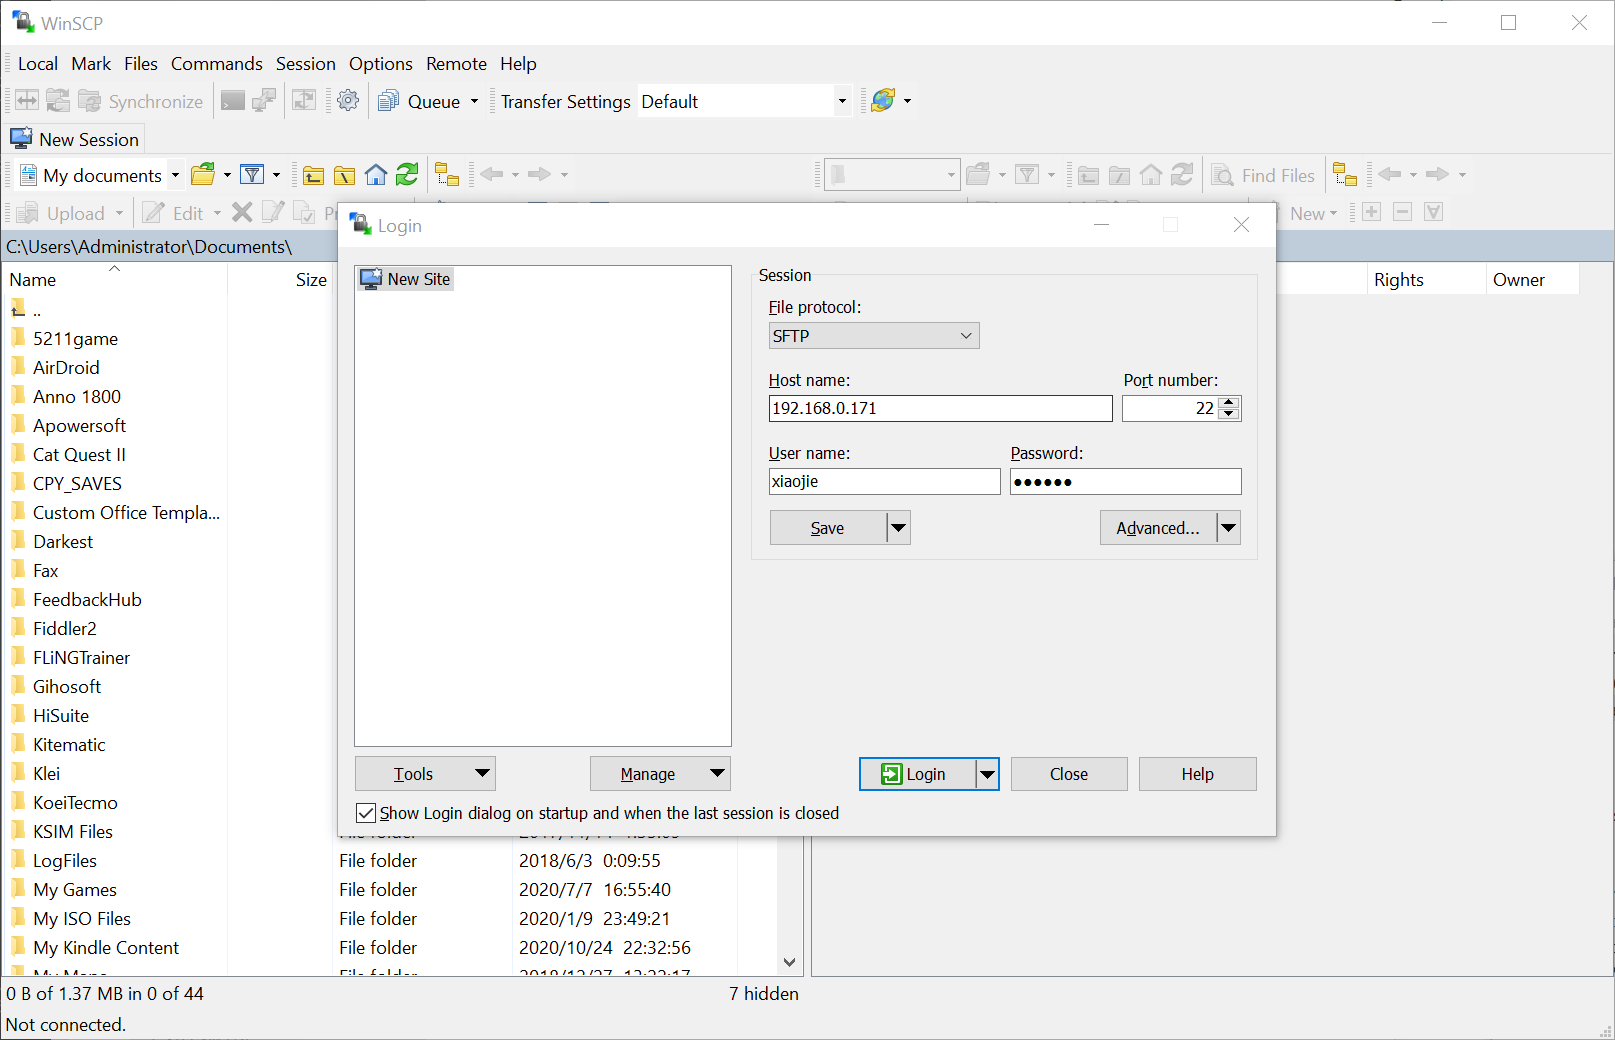 WinSCP
Local Mark Files Commands Session Options Remote Help
Synchronize Queue Transfer Settings Default
New Session
My documents Find Files
Upload Edit New
C:\Users\Administrator\Documents\
Name Size Rights Owner
..
5211game
AirDroid
Anno 1800
Apowersoft
Cat Quest II
CPY_SAVES
Custom Office Templa...
Darkest
Fax
FeedbackHub
Fiddler2
FLiNGTrainer
Gihosoft
HiSuite
Kitematic
Klei
KoeiTecmo
KSIM Files
LogFiles File folder 2018/6/3 0:09:55
My Games File folder 2020/7/7 16:55:40
My ISO Files File folder 2020/1/9 23:49:21
My Kindle Content File folder 2020/10/24 22:32:56
Login
New Site
Session
File protocol:
SFTP
Host name: Port number:
192.168.0.171 22
User name: Password:
xiaojie ●●●●●●
Save Advanced...
Tools Manage Login Close Help
Show Login dialog on startup and when the last session is closed
0 B of 1.37 MB in 0 of 44 7 hidden
Not connected.